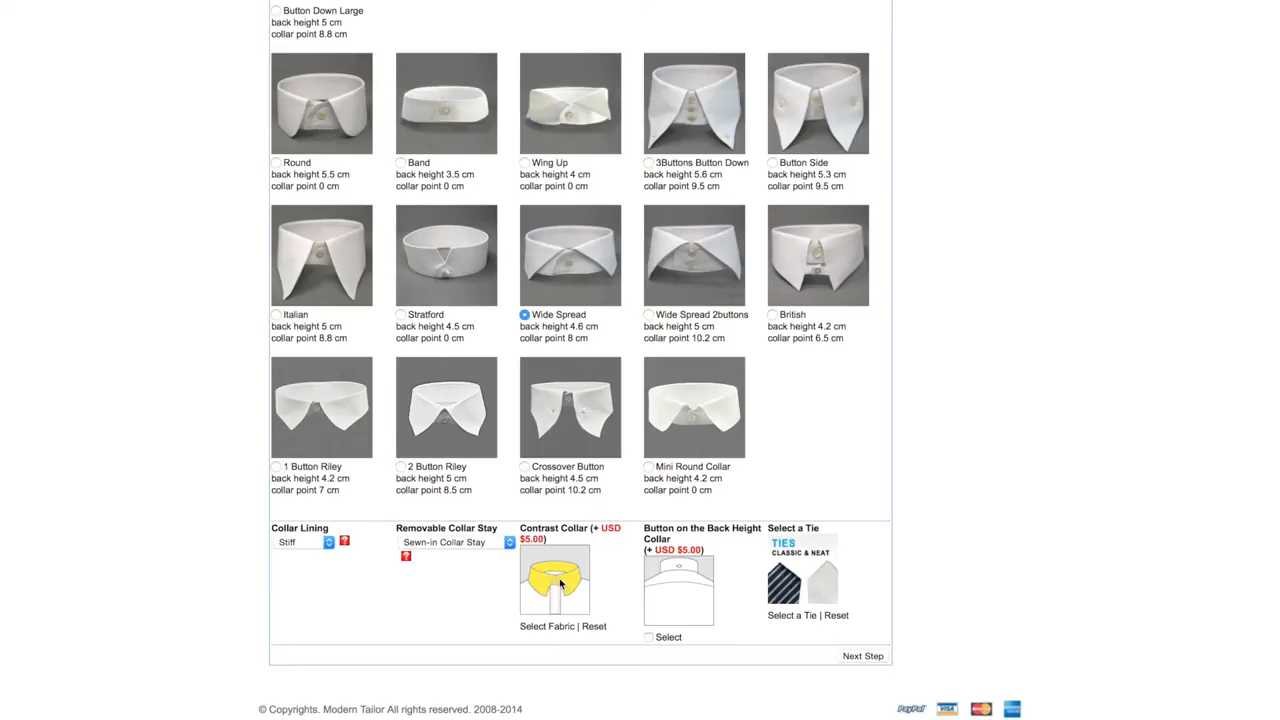 Button Down Large
back height 5 cm
collar point 8.8 cm
Round
back height 5.5 cm
collar point 0 cm
Band
back height 3.5 cm
collar point 0 cm
Wing Up
back height 4 cm
collar point 0 cm
3Buttons Button Down
back height 5.6 cm
collar point 9.5 cm
Button Side
back height 5.3 cm
collar point 9.5 cm
Italian
back height 5 cm
collar point 8.8 cm
Stratford
back height 4.5 cm
collar point 0 cm
Wide Spread
back height 4.6 cm
collar point 8 cm
Wide Spread 2buttons
back height 5 cm
collar point 10.2 cm
British
back height 4.2 cm
collar point 6.5 cm
1 Button Riley
back height 4.2 cm
collar point 7 cm
2 Button Riley
back height 5 cm
collar point 8.5 cm
Crossover Button
back height 4.5 cm
collar point 10.2 cm
Mini Round Collar
back height 4.2 cm
collar point 0 cm
Collar Lining
Stiff
?
Removable Collar Stay
Sewn-in Collar Stay
?
Contrast Collar (+ USD
$5.00)
Select Fabric | Reset
Button on the Back Height
Collar
(+ USD $5.00)
Select
Select a Tie
TIES
CLASSIC & NEAT
Select a Tie | Reset
Next Step
© Copyrights. Modern Tailor All rights reserved. 2008-2014
PayPal
VISA
MasterCard